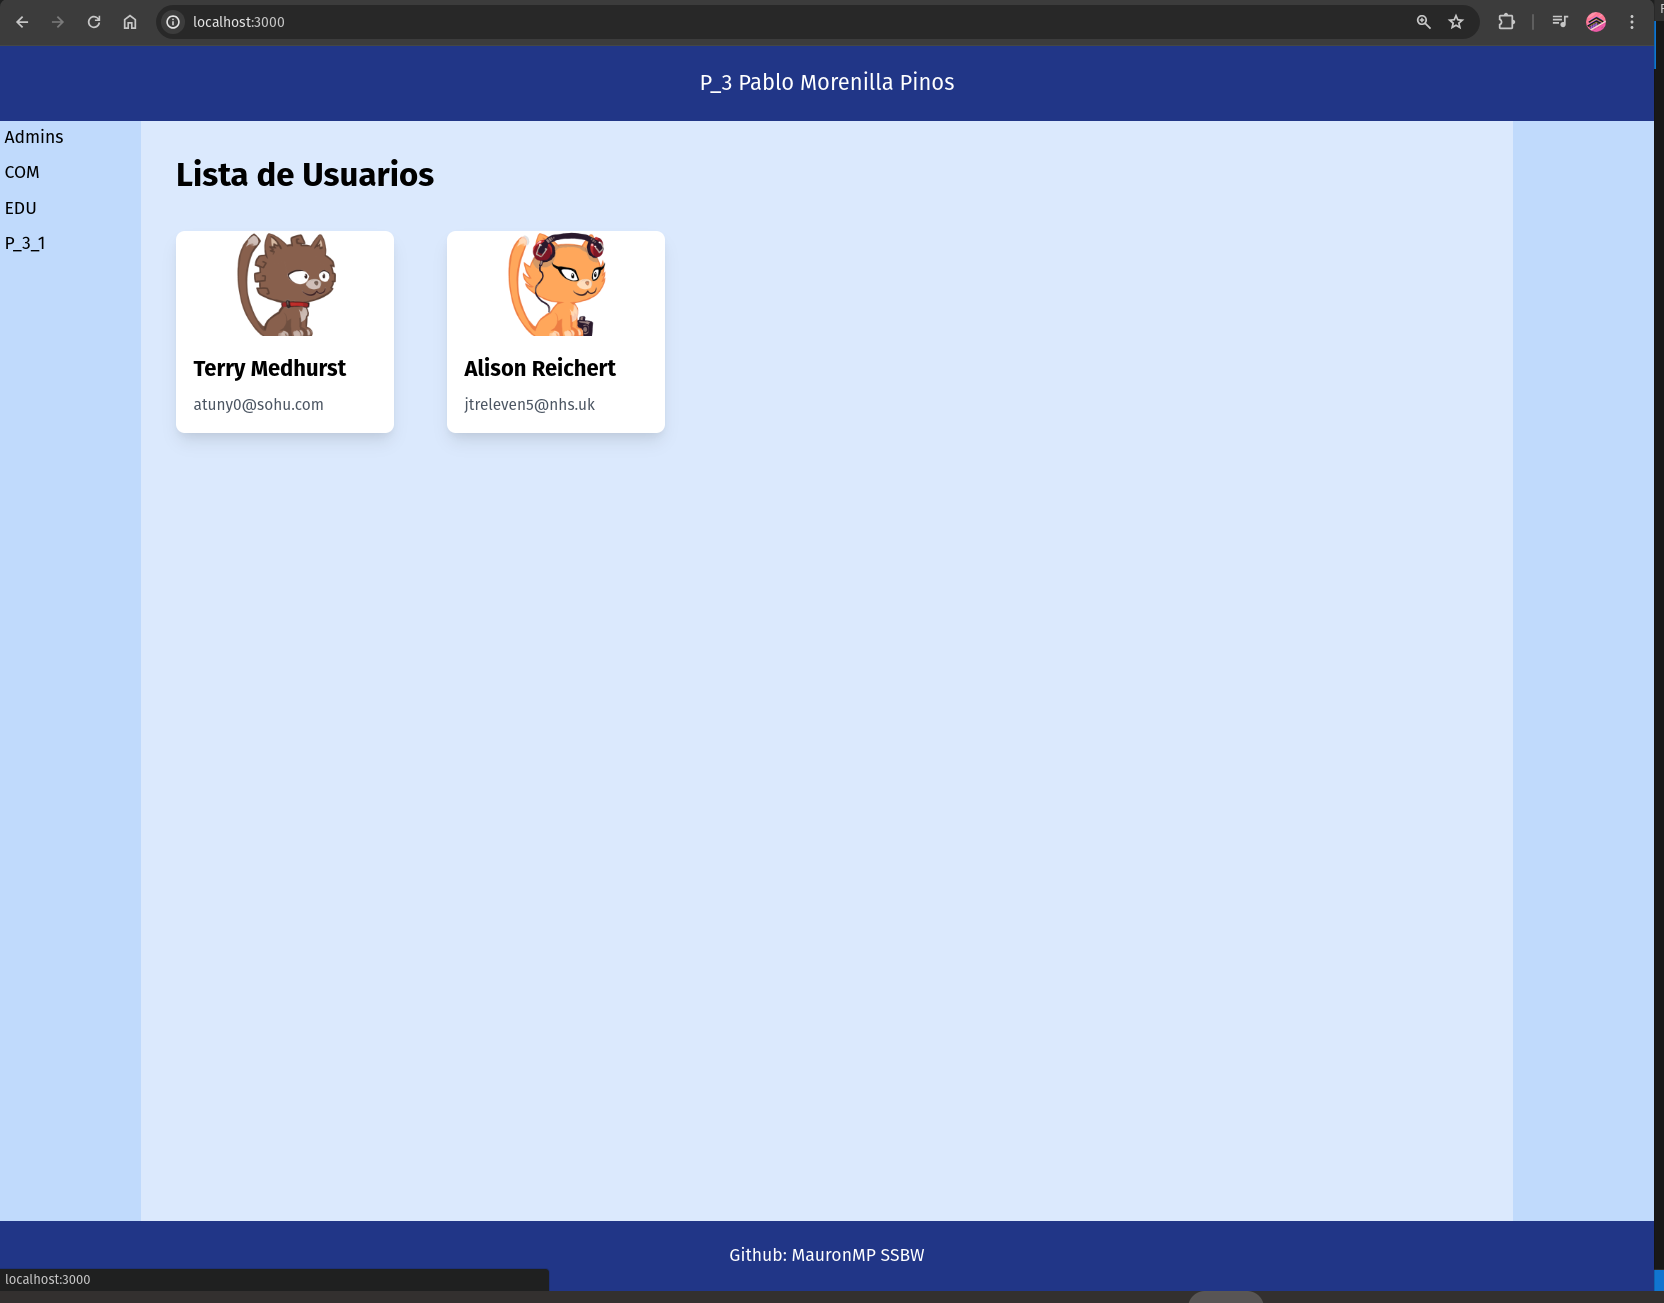 localhost:3000
P_3 Pablo Morenilla Pinos
Admins
COM
EDU
P_3_1
Lista de Usuarios
Terry Medhurst
atuny0@sohu.com
Alison Reichert
jtreleven5@nhs.uk
Github: MauronMP SSBW
localhost:3000